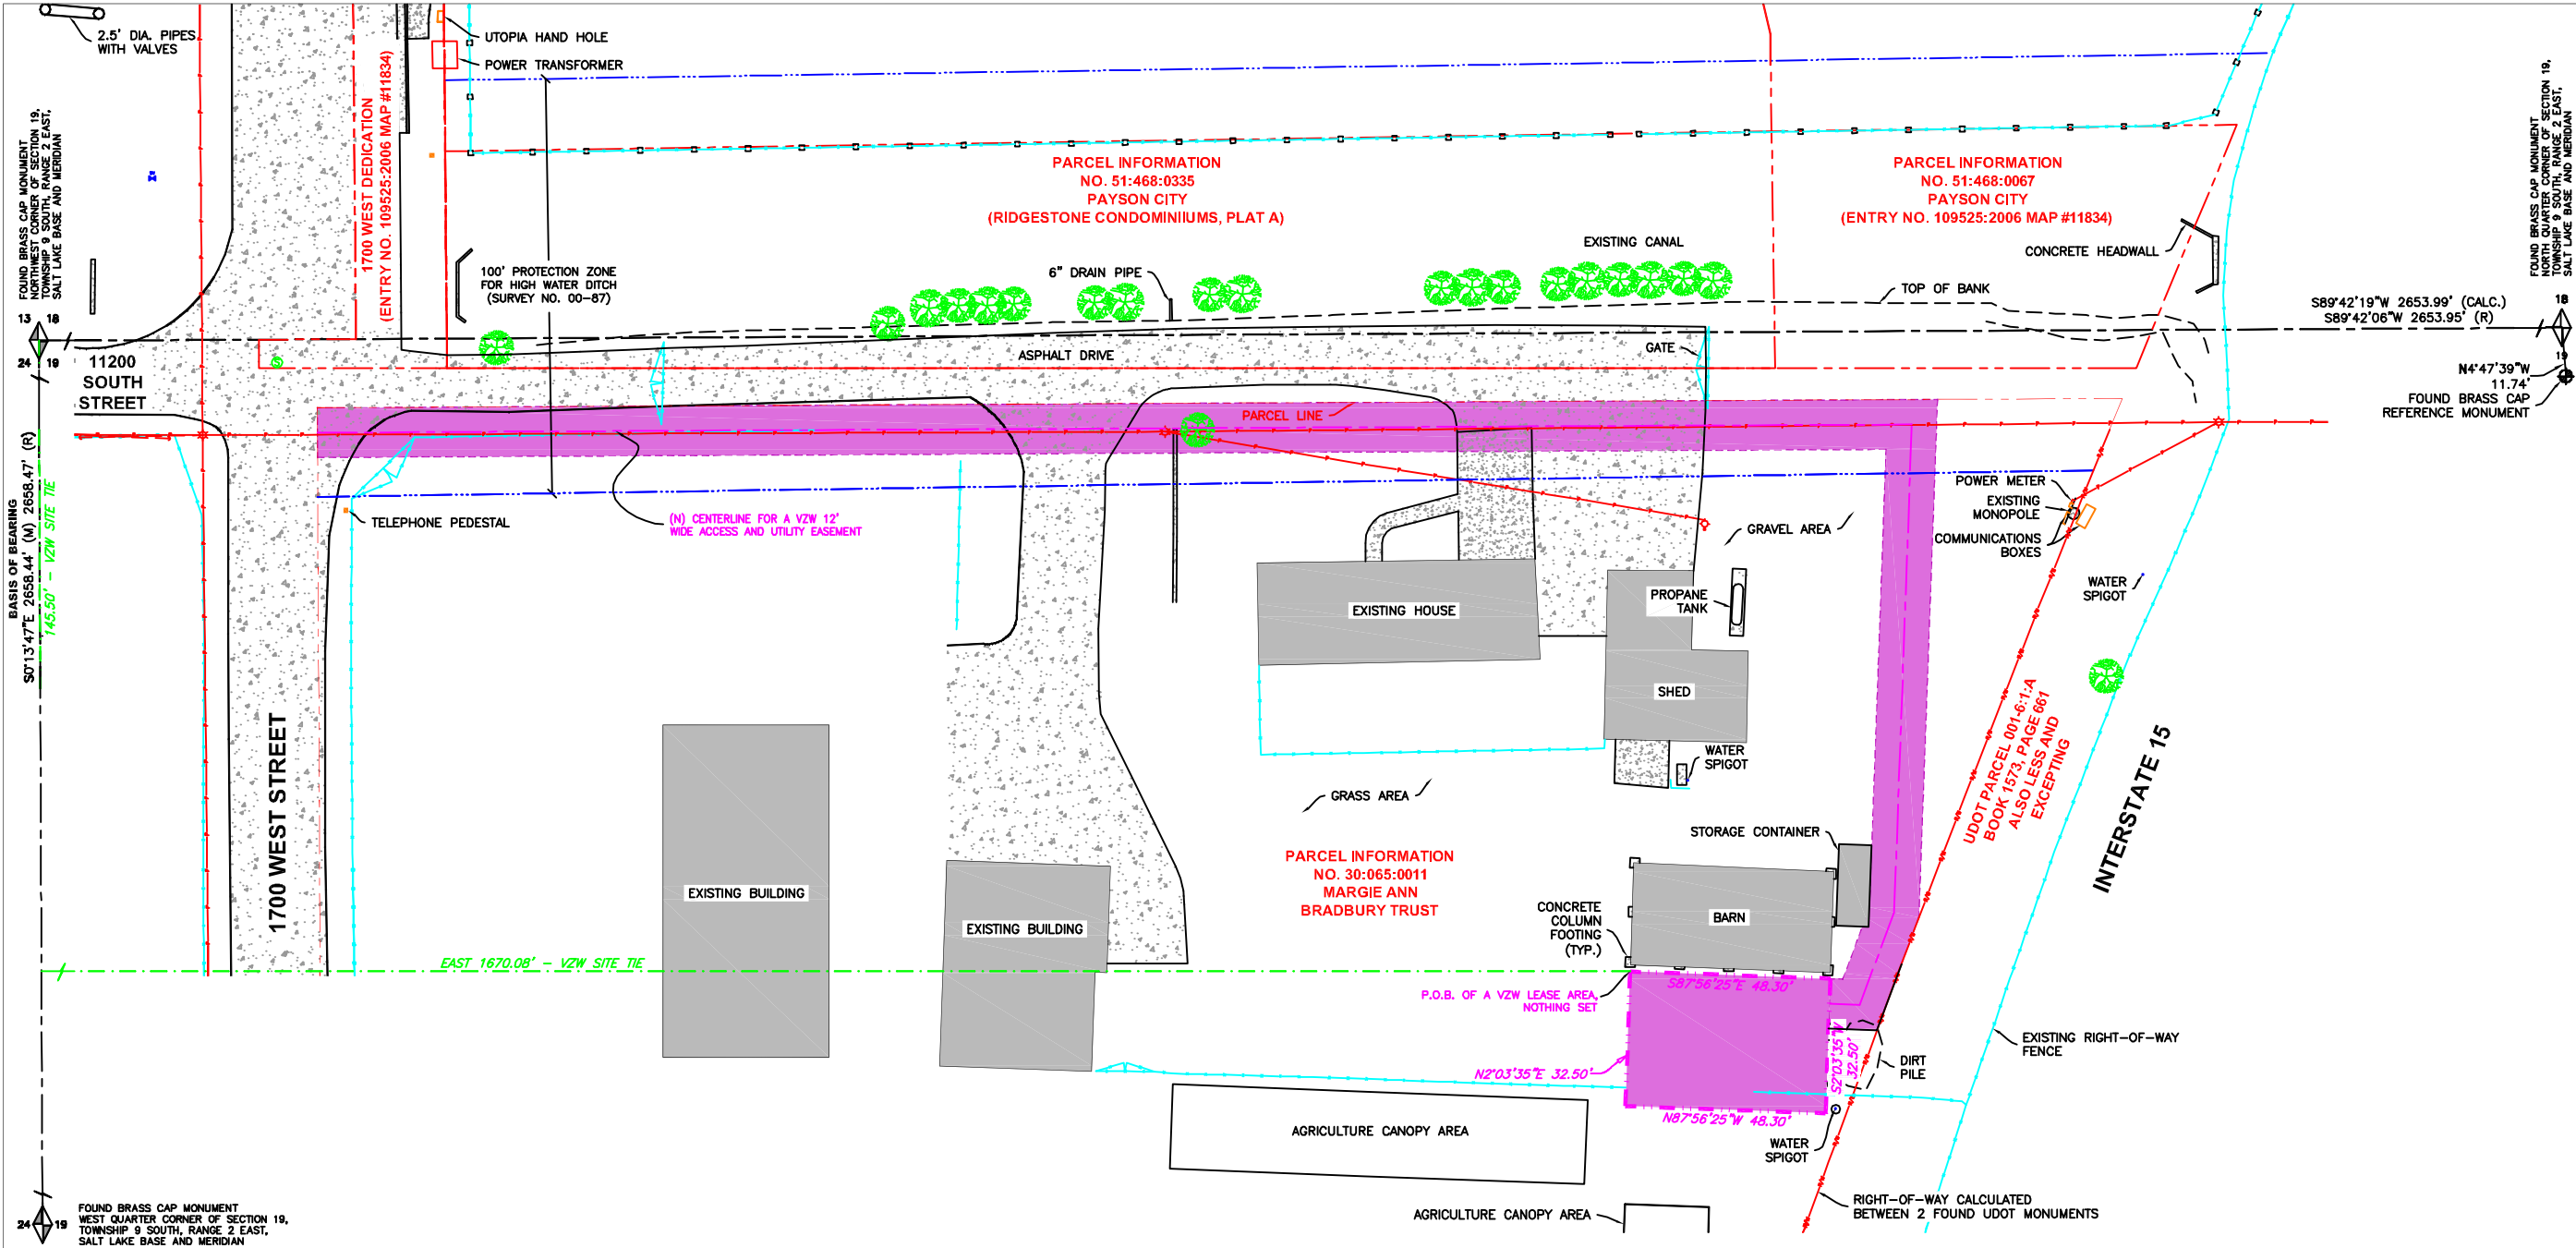 2.5' DIA. PIPES
WITH VALVES
UTOPIA HAND HOLE
POWER TRANSFORMER
1700 WEST DEDICATION
(ENTRY NO. 109525:2006 MAP #11834)
FOUND BRASS CAP MONUMENT
NORTHWEST CORNER OF SECTION 19,
TOWNSHIP 9 SOUTH, RANGE 2 EAST,
SALT LAKE BASE AND MERIDIAN
PARCEL INFORMATION
NO. 51:468:0335
PAYSON CITY
(RIDGESTONE CONDOMINIUMS, PLAT A)
PARCEL INFORMATION
NO. 51:468:0067
PAYSON CITY
(ENTRY NO. 109525:2006 MAP #11834)
FOUND BRASS CAP MONUMENT
NORTH QUARTER CORNER OF SECTION 19,
TOWNSHIP 9 SOUTH, RANGE 2 EAST,
SALT LAKE BASE AND MERIDIAN
100' PROTECTION ZONE
FOR HIGH WATER DITCH
(SURVEY NO. 00-87)
6" DRAIN PIPE
EXISTING CANAL
CONCRETE HEADWALL
TOP OF BANK
S89°42'19"W 2653.99' (CALC.)
S89°42'06"W 2653.95' (R)
18
19
N4°47'39"W
11.74'
FOUND BRASS CAP
REFERENCE MONUMENT
13 18
24 19
11200
SOUTH
STREET
ASPHALT DRIVE
GATE
PARCEL LINE
BASIS OF BEARING
S0°13'47"E 2658.44' (M) 2658.47' (R)
145.50' - VZW SITE TIE
TELEPHONE PEDESTAL
(N) CENTERLINE FOR A VZW 12'
WIDE ACCESS AND UTILITY EASEMENT
GRAVEL AREA
POWER METER
EXISTING
MONOPOLE
COMMUNICATIONS
BOXES
WATER
SPIGOT
EXISTING HOUSE
PROPANE
TANK
SHED
WATER
SPIGOT
GRASS AREA
UDOT PARCEL 001-6:1:A
BOOK 1573, PAGE 661
ALSO LESS AND
EXCEPTING
INTERSTATE 15
1700 WEST STREET
STORAGE CONTAINER
PARCEL INFORMATION
NO. 30:065:0011
MARGIE ANN
BRADBURY TRUST
EXISTING BUILDING
EXISTING BUILDING
CONCRETE
COLUMN
FOOTING
(TYP.)
BARN
EAST 1670.08' - VZW SITE TIE
P.O.B. OF A VZW LEASE AREA,
NOTHING SET
S87°56'25"E 48.30'
S2°03'35"W
32.50'
N2°03'35"E 32.50'
N87°56'25"W 48.30'
DIRT
PILE
EXISTING RIGHT-OF-WAY
FENCE
AGRICULTURE CANOPY AREA
WATER
SPIGOT
AGRICULTURE CANOPY AREA
RIGHT-OF-WAY CALCULATED
BETWEEN 2 FOUND UDOT MONUMENTS
24 19
FOUND BRASS CAP MONUMENT
WEST QUARTER CORNER OF SECTION 19,
TOWNSHIP 9 SOUTH, RANGE 2 EAST,
SALT LAKE BASE AND MERIDIAN